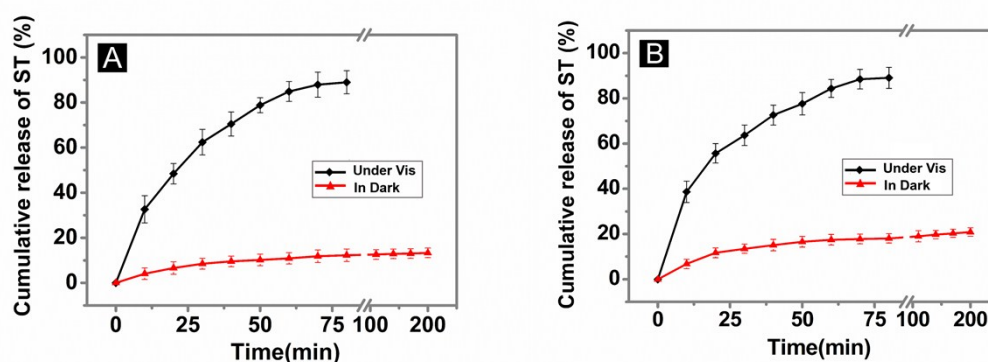 A
Cumulative release of ST (%)
100
80
60
40
20
0
Under Vis
In Dark
0 25 50 75 100 200
Time(min)
B
Cumulative release of ST (%)
100
80
60
40
20
0
Under Vis
In Dark
0 25 50 75 100 200
Time(min)